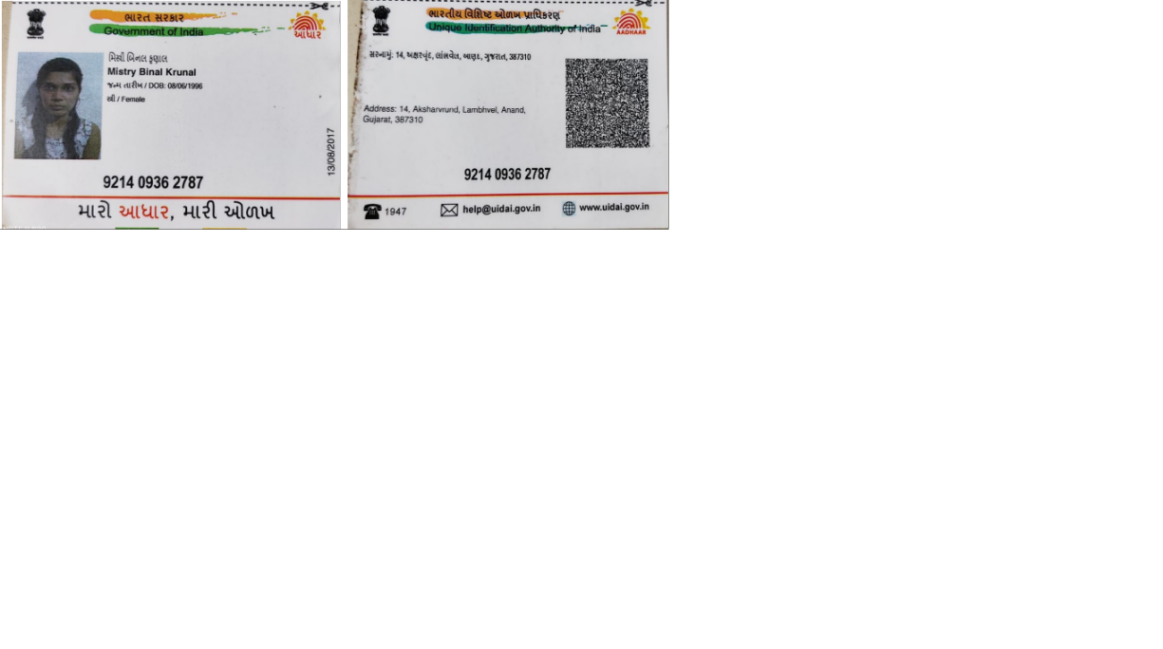 ભારત સરકાર
Government of India
આધાર
મિસ્ત્રી બિનલ કૃણાલ
Mistry Binal Krunal
જન્મ તારીખ / DOB: 08/06/1996
સ્ત્રી / Female
13/08/2017
9214 0936 2787
મારો આધાર, મારી ઓળખ
ભારતીય વિશિષ્ટ ઓળખ પ્રાધિકરણ
Unique Identification Authority of India
AADHAAR
સરનામું: 14, અક્ષરવૃંદ, લાંભવેલ, આણંદ, ગુજરાત, 387310
Address: 14, Aksharvrund, Lambhvel, Anand,
Gujarat, 387310
9214 0936 2787
1947
help@uidai.gov.in
www.uidai.gov.in